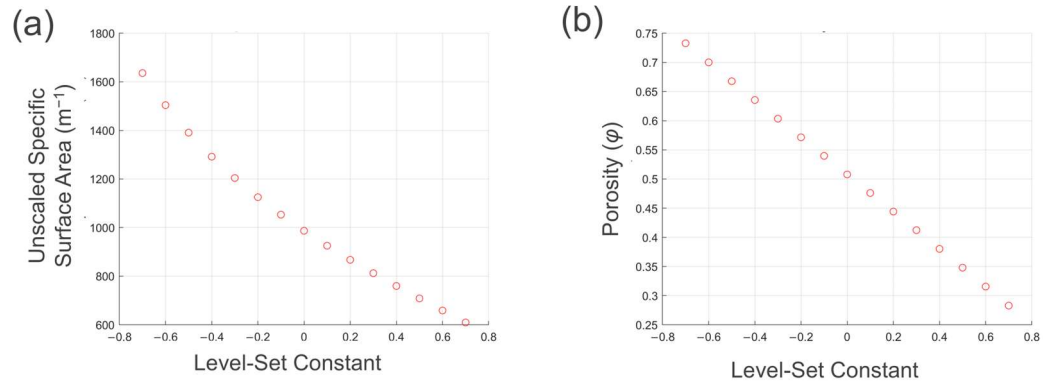 (a)
Unscaled Specific
Surface Area (m⁻¹)
1800
1600
1400
1200
1000
800
600
−0.8 −0.6 −0.4 −0.2 0 0.2 0.4 0.6 0.8
Level-Set Constant
(b)
Porosity (φ)
0.75
0.7
0.65
0.6
0.55
0.5
0.45
0.4
0.35
0.3
0.25
−0.8 −0.6 −0.4 −0.2 0 0.2 0.4 0.6 0.8
Level-Set Constant